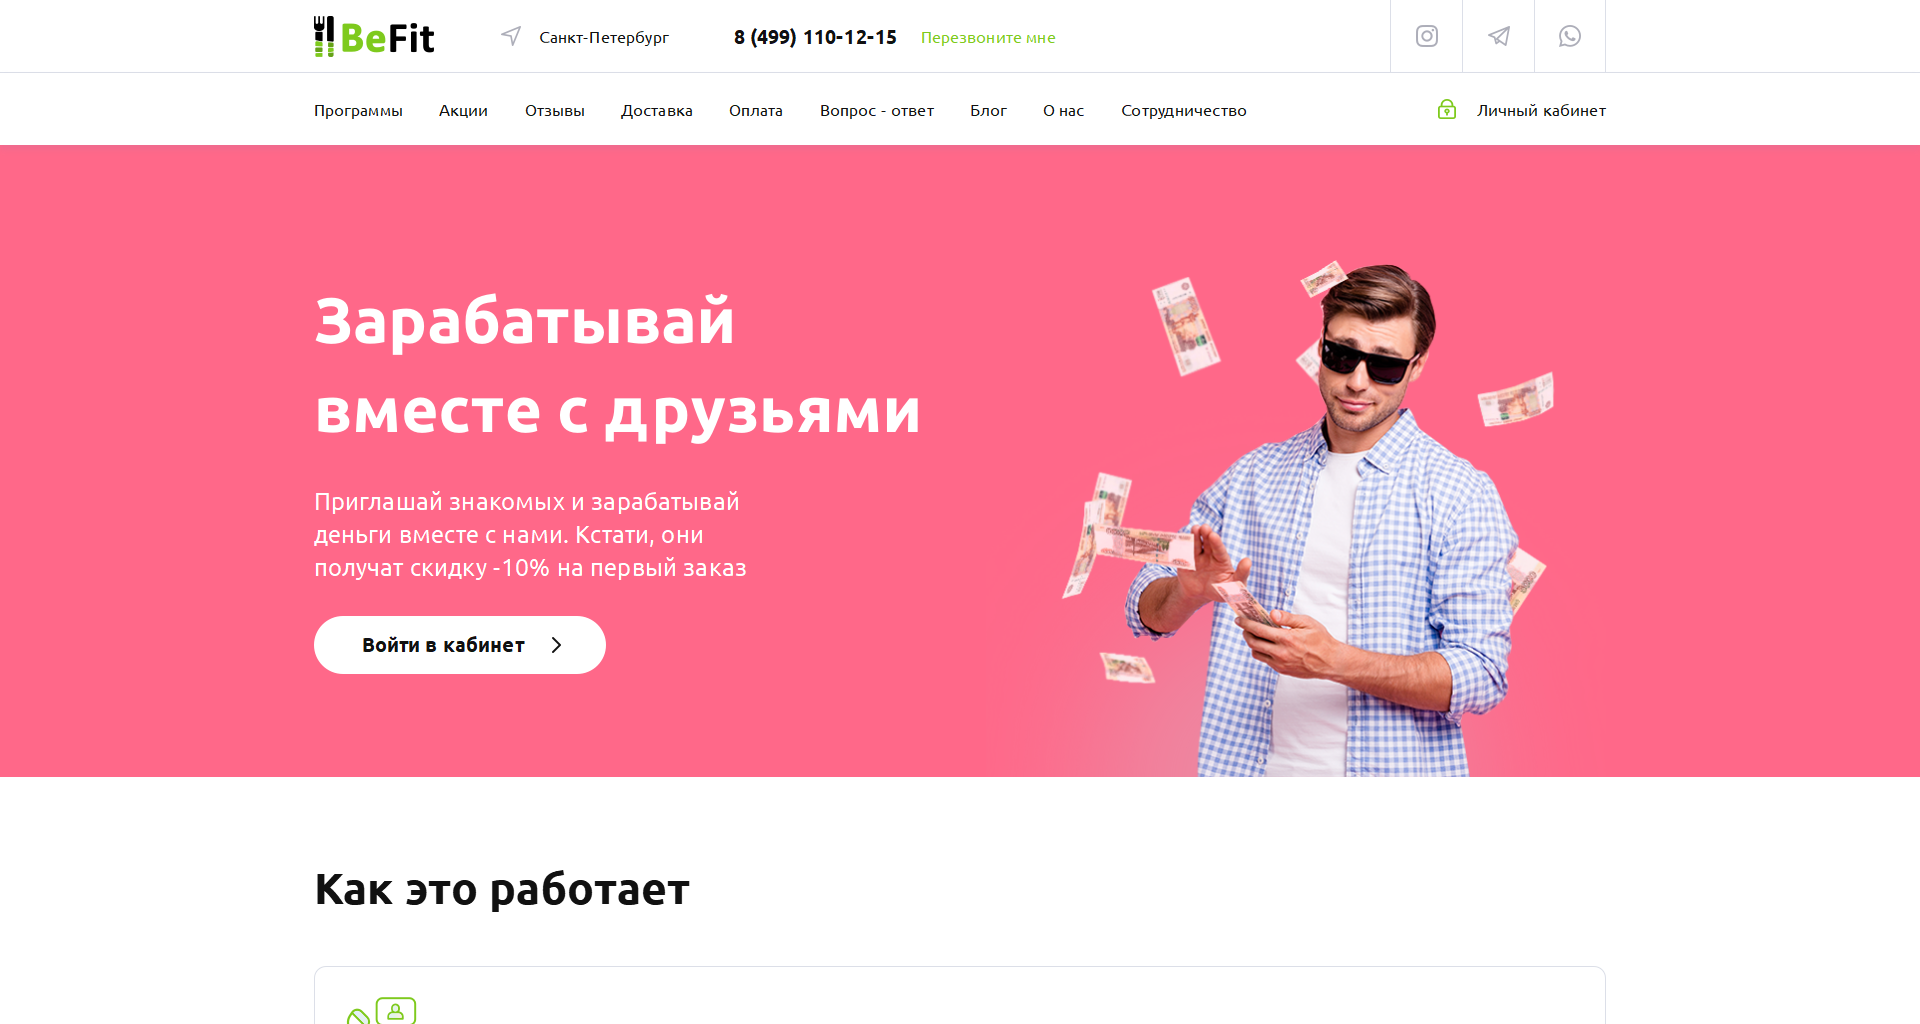 BeFit
Санкт-Петербург
8 (499) 110-12-15
Перезвоните мне
Программы
Акции
Отзывы
Доставка
Оплата
Вопрос - ответ
Блог
О нас
Сотрудничество
Личный кабинет
Зарабатывай
вместе с друзьями
Приглашай знакомых и зарабатывай
деньги вместе с нами. Кстати, они
получат скидку -10% на первый заказ
Войти в кабинет
Как это работает